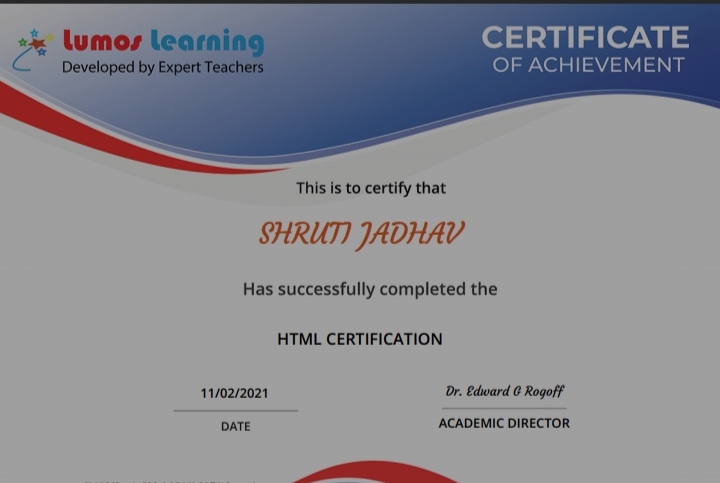 Lumos Learning
Developed by Expert Teachers
CERTIFICATE
OF ACHIEVEMENT
This is to certify that
SHRUTI JADHAV
Has successfully completed the
HTML CERTIFICATION
11/02/2021
DATE
Dr. Edward G Rogoff
ACADEMIC DIRECTOR